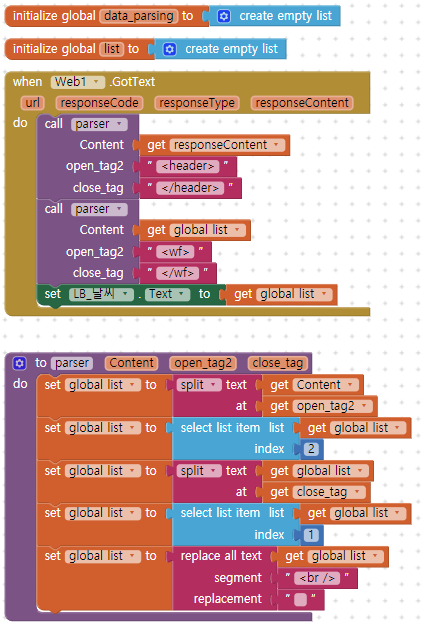 initialize global data_parsing to create empty list
initialize global list to create empty list
when Web1 .GotText
url responseCode responseType responseContent
do call parser
Content get responseContent
open_tag2 " <header> "
close_tag " </header> "
call parser
Content get global list
open_tag2 " <wf> "
close_tag " </wf> "
set LB_날씨 . Text to get global list
to parser Content open_tag2 close_tag
do set global list to split text get Content
at get open_tag2
set global list to select list item list get global list
index 2
set global list to split text get global list
at get close_tag
set global list to select list item list get global list
index 1
set global list to replace all text get global list
segment " <br /> "
replacement " "